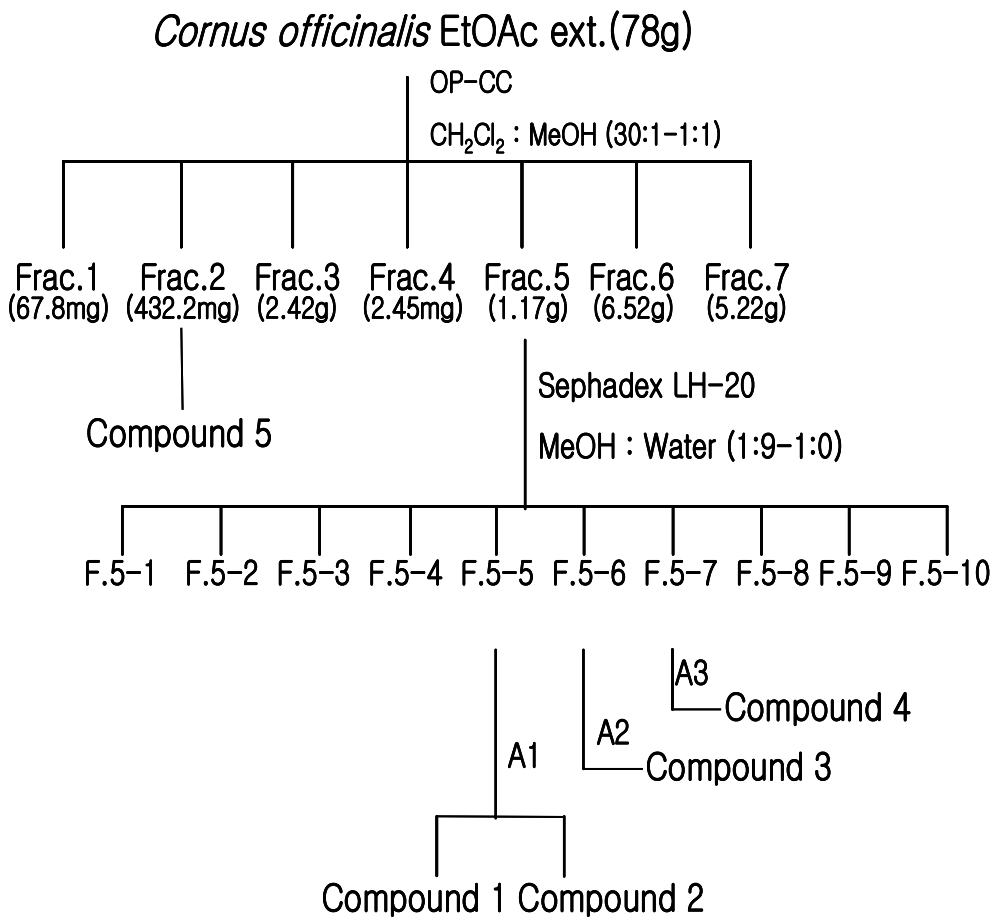 Cornus officinalis EtOAc ext.(78g)
OP-CC
CH₂Cl₂ : MeOH (30:1-1:1)
Frac.1 Frac.2 Frac.3 Frac.4 Frac.5 Frac.6 Frac.7
(67.8mg) (432.2mg) (2.42g) (2.45mg) (1.17g) (6.52g) (5.22g)
Sephadex LH-20
Compound 5
MeOH : Water (1:9-1:0)
F.5-1 F.5-2 F.5-3 F.5-4 F.5-5 F.5-6 F.5-7 F.5-8 F.5-9 F.5-10
A3
Compound 4
A2
A1
Compound 3
Compound 1 Compound 2